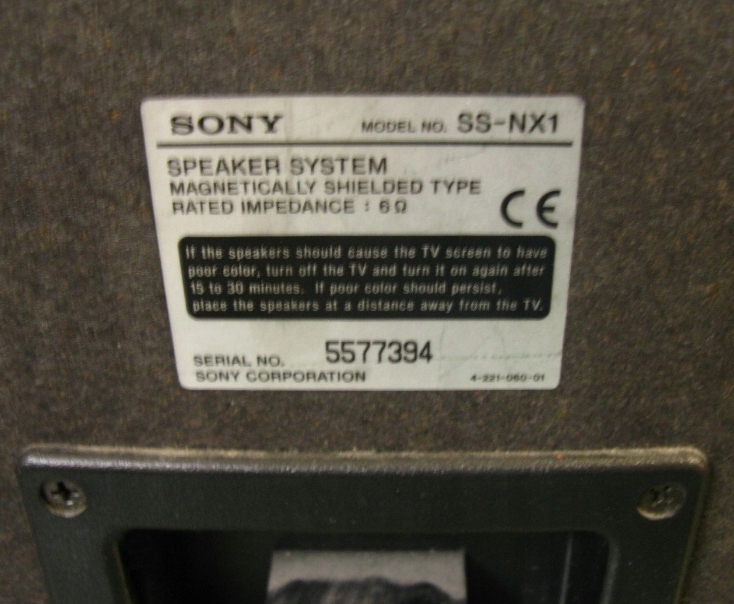 SONY MODEL NO. SS-NX1
SPEAKER SYSTEM
MAGNETICALLY SHIELDED TYPE
RATED IMPEDANCE : 6 Ω
CE
If the speakers should cause the TV screen to have
poor color, turn off the TV and turn it on again after
15 to 30 minutes. If poor color should persist,
place the speakers at a distance away from the TV.
SERIAL NO. 5577394
SONY CORPORATION 4-221-060-01